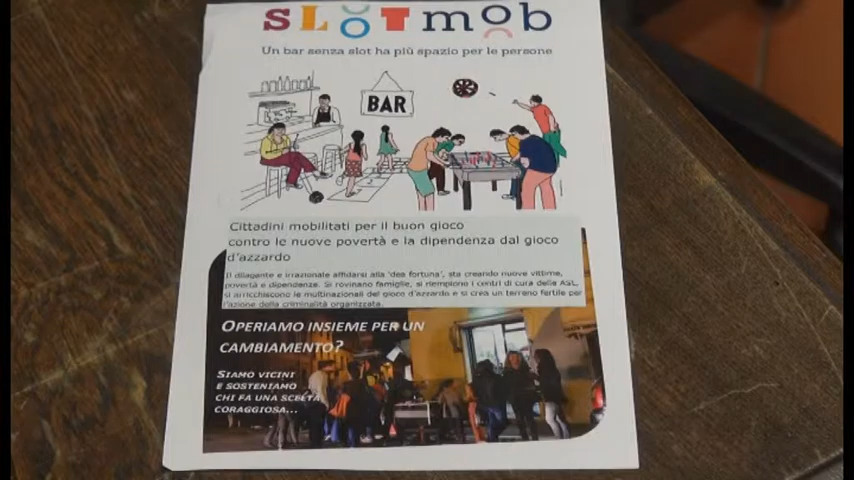 SLOTmob
Un bar senza slot ha più spazio per le persone
BAR
Cittadini mobilitati per il buon gioco
contro le nuove povertà e la dipendenza dal gioco
d'azzardo
Il dilagante e irrazionale affidarsi alla 'dea fortuna', sta creando nuove vittime,
povertà e dipendenze. Si rovinano famiglie, si riempiono i centri di cura delle ASL,
si arricchiscono le multinazionali del gioco d'azzardo e si crea un terreno fertile per
l'azione della criminalità organizzata.
OPERIAMO INSIEME PER UN
CAMBIAMENTO?
SIAMO VICINI
E SOSTENIAMO
CHI FA UNA SCELTA
CORAGGIOSA...